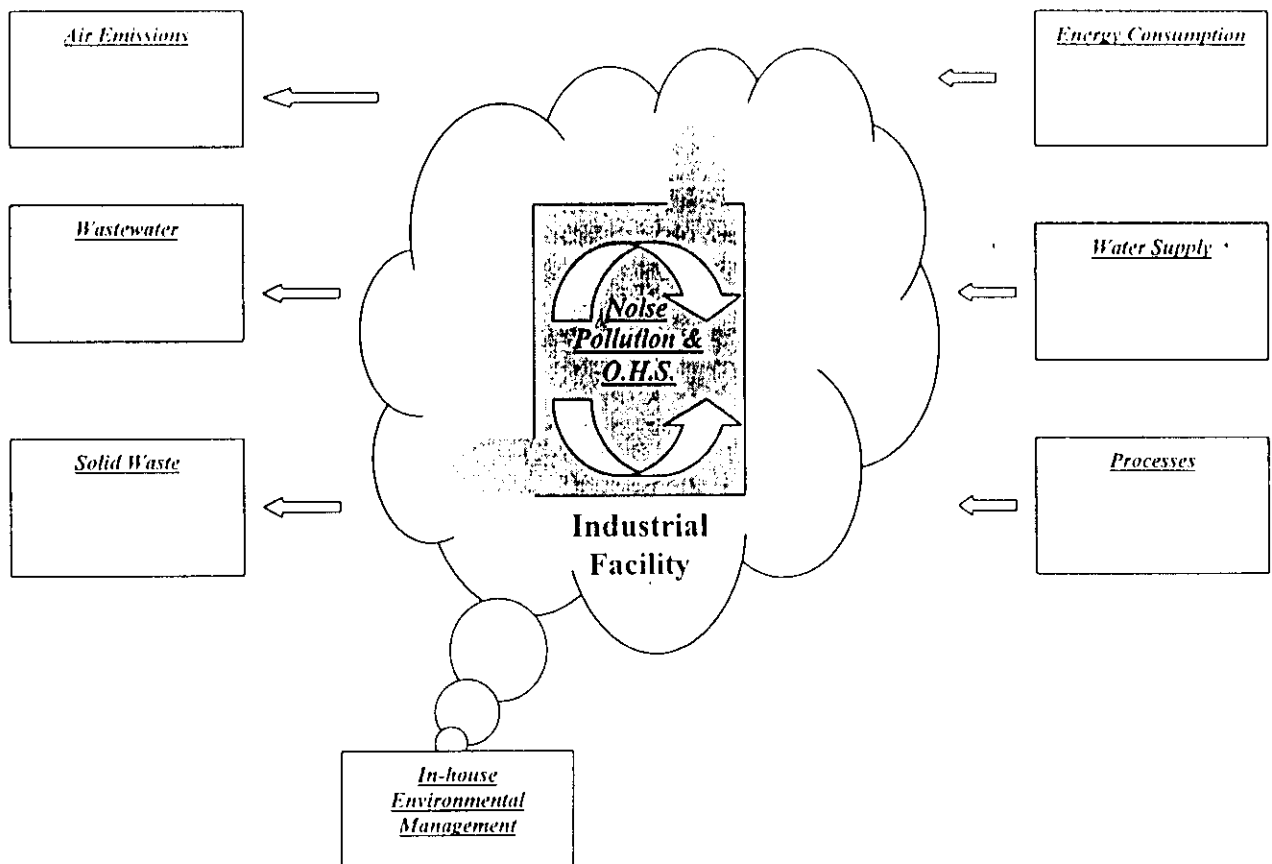 Air Emissions
Energy Consumption
Wastewater
Water Supply
Noise
Pollution &
O.H.S.
Solid Waste
Processes
Industrial
Facility
In-house
Environmental
Management